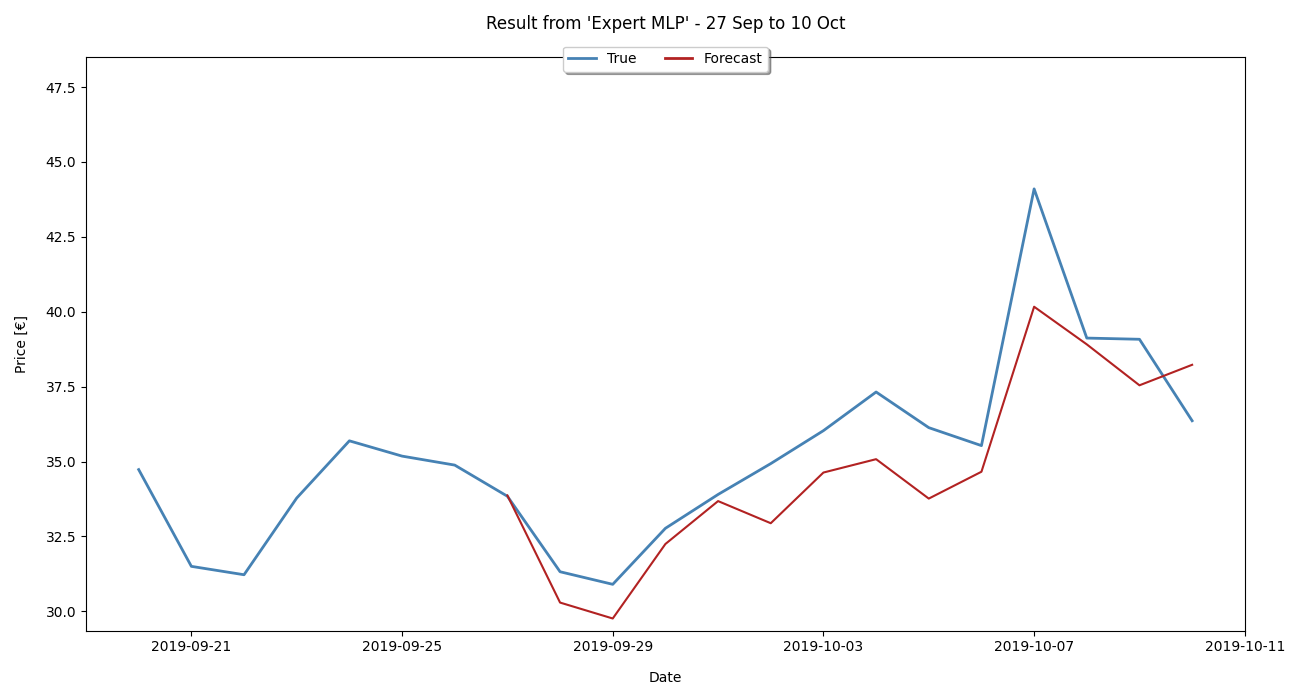 Result from 'Expert MLP' - 27 Sep to 10 Oct
True Forecast
47.5
45.0
42.5
40.0
37.5
35.0
32.5
30.0
Price [€]
2019-09-21 2019-09-25 2019-09-29 2019-10-03 2019-10-07 2019-10-11
Date